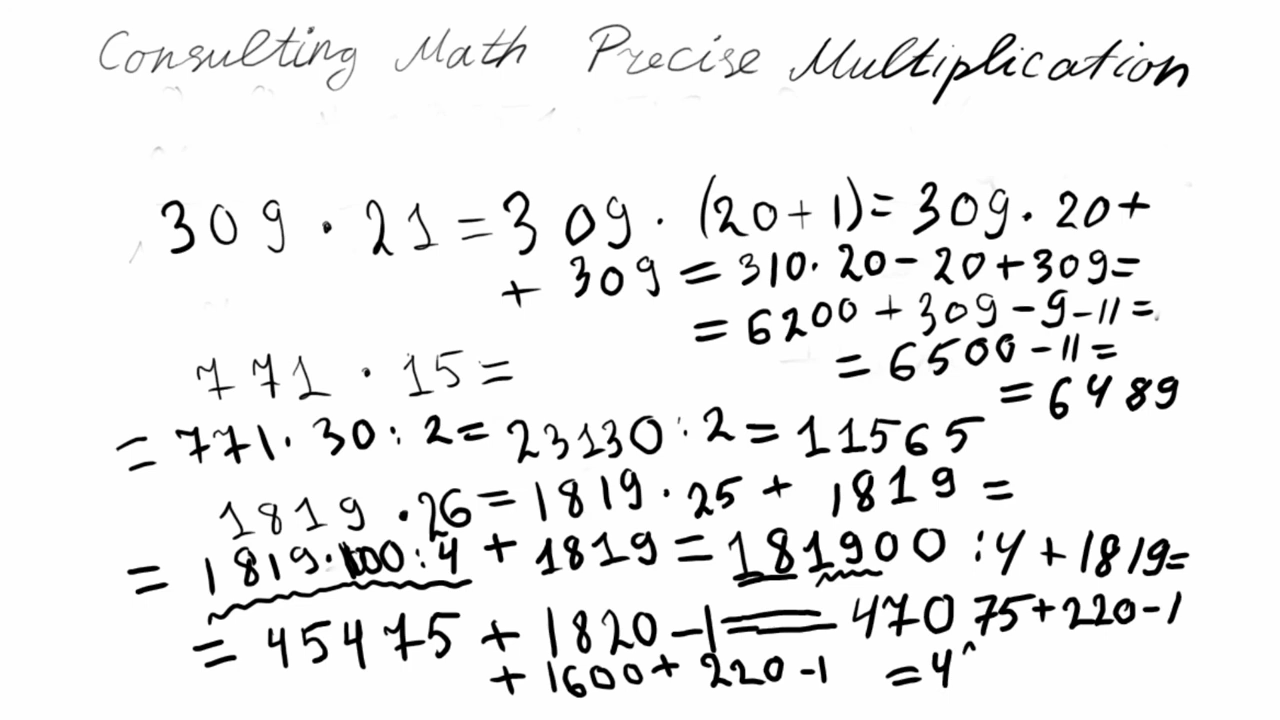 Consulting Math Precise Multiplication
309 · 21 = 309 · (20 + 1) = 309 · 20 +
+ 309 = 310 · 20 - 20 + 309 =
= 6200 + 309 - 9 - 11 =
= 6500 - 11 =
= 6489
771 · 15 =
= 771 · 30 : 2 = 23130 : 2 = 11565
1819 · 26 = 1819 · 25 + 1819 =
= 1819 · 100 : 4 + 1819 = 181900 : 4 + 1819 =
= 45475 + 1820 - 1 = 47075 + 220 - 1
+ 1600 + 220 - 1 = 4